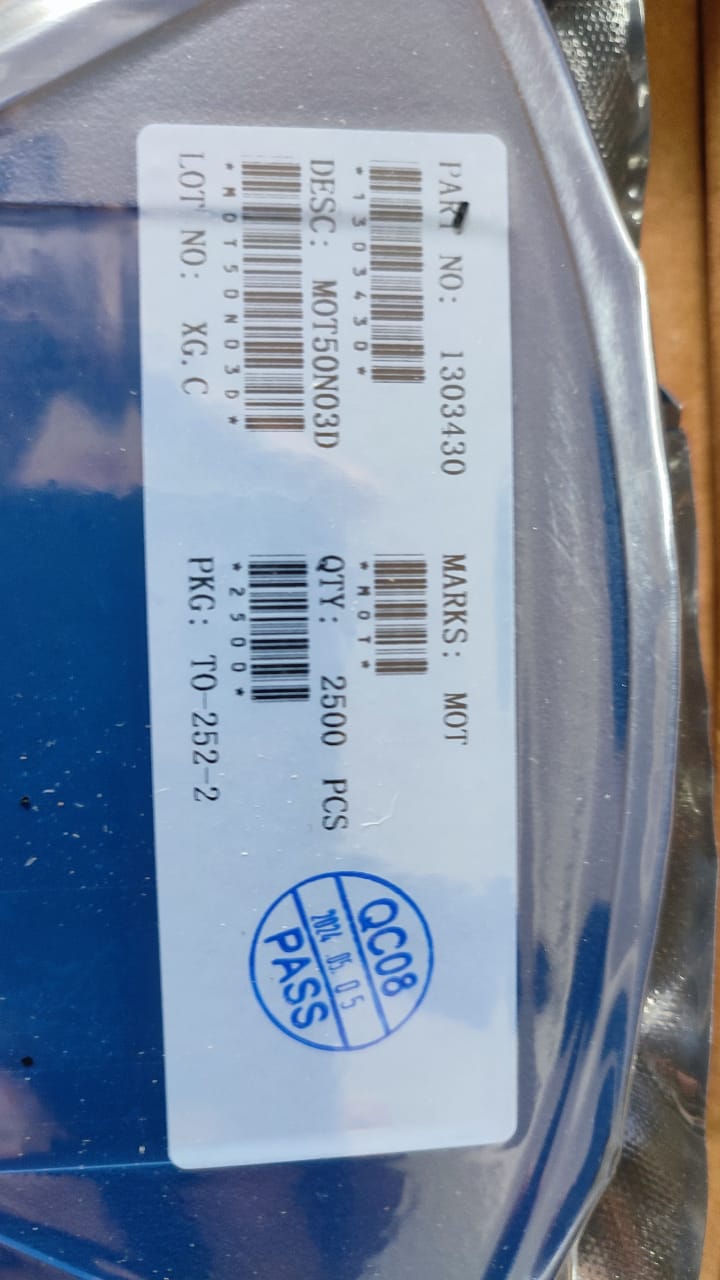 PART NO: 1303430 MARKS: MOT
*1303430* *MOT*
DESC: MOT50N03D QTY: 2500 PCS
*MOT50N03D* *2500*
LOT NO: XG.C PKG: TO-252-2
QC08
2024.05.05
PASS